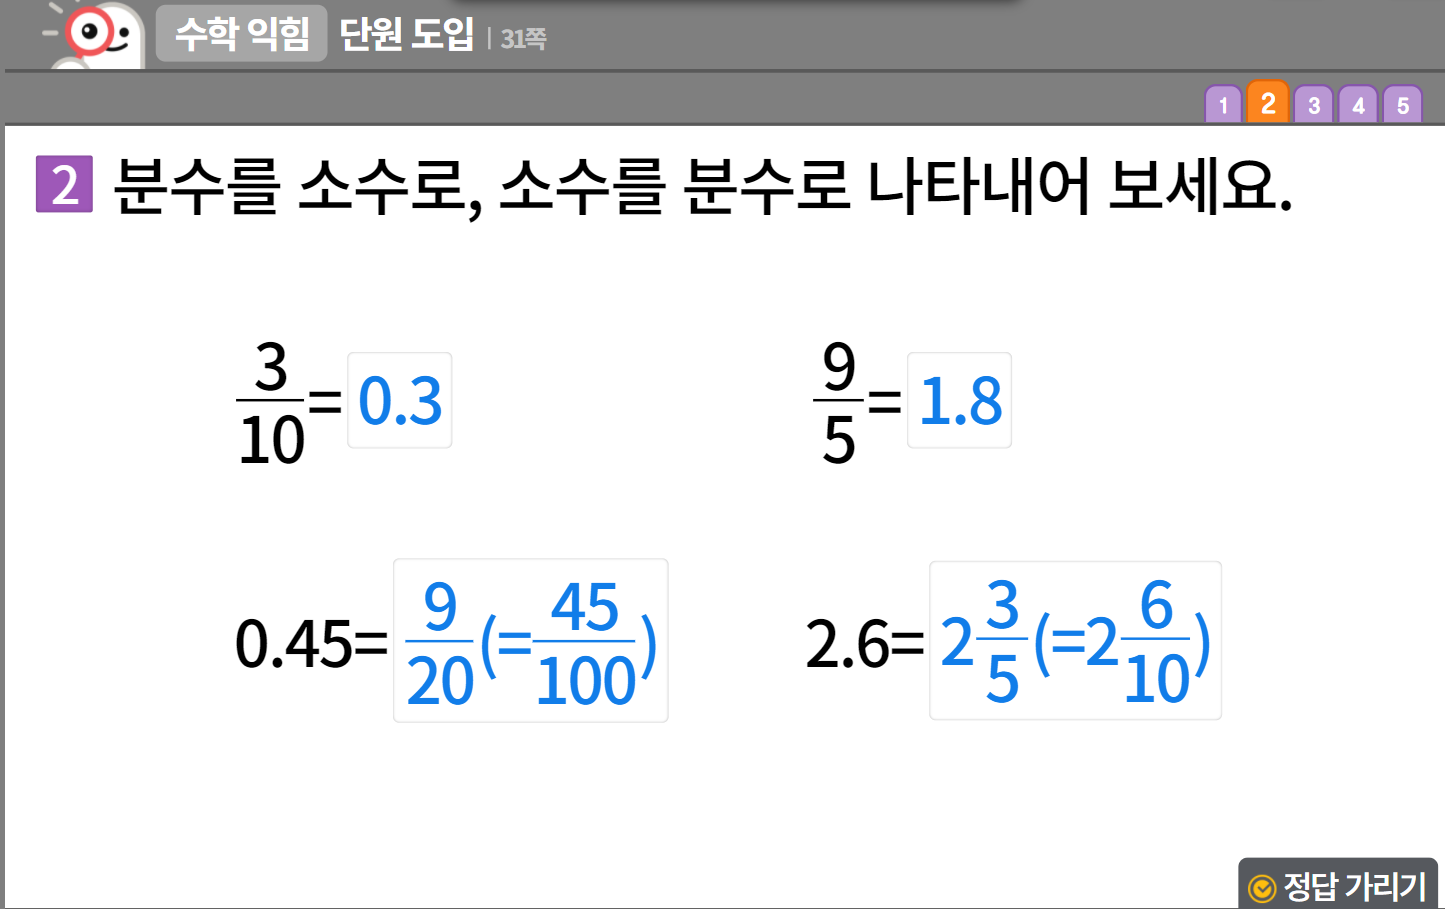 수학 익힘 단원 도입 | 31쪽
1 2 3 4 5
2 분수를 소수로, 소수를 분수로 나타내어 보세요.
3/10=0.3
9/5=1.8
0.45=9/20(=45/100)
2.6=2 3/5(=2 6/10)
정답 가리기